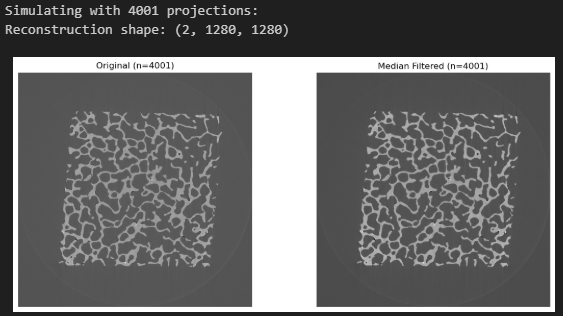 Simulating with 4001 projections:
Reconstruction shape: (2, 1280, 1280)
Original (n=4001)
Median Filtered (n=4001)